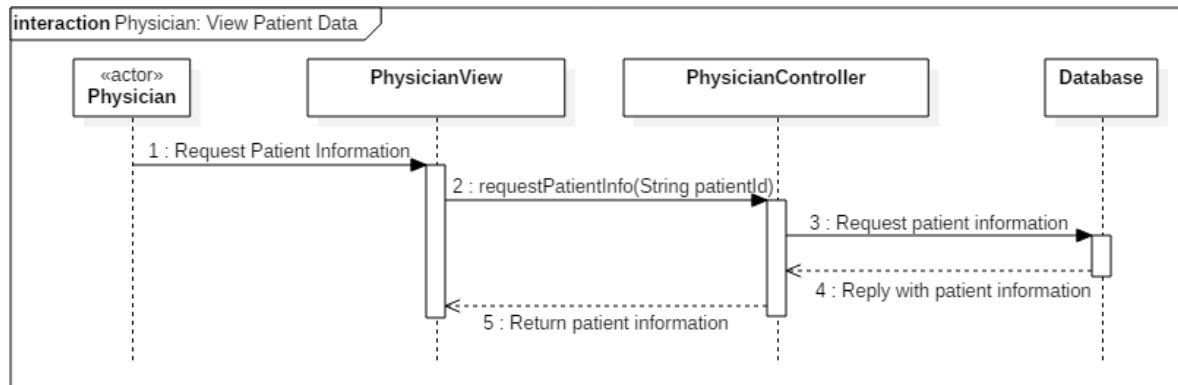 interaction Physician: View Patient Data
«actor»
Physician
PhysicianView
PhysicianController
Database
1 : Request Patient Information
2 : requestPatientInfo(String patientId)
3 : Request patient information
4 : Reply with patient information
5 : Return patient information